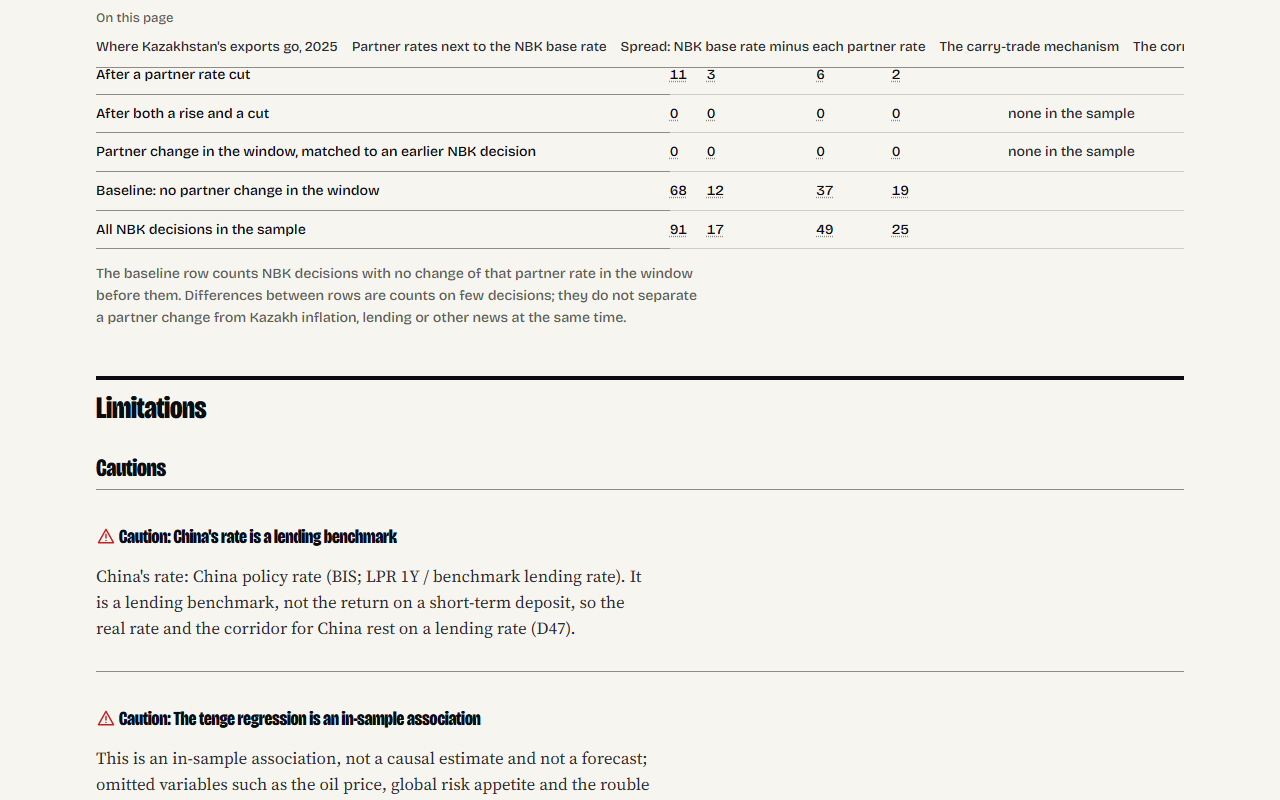 On this page
Where Kazakhstan's exports go, 2025 Partner rates next to the NBK base rate Spread: NBK base rate minus each partner rate The carry-trade mechanism The corr
After a partner rate cut 11 3 6 2
After both a rise and a cut 0 0 0 0 none in the sample
Partner change in the window, matched to an earlier NBK decision 0 0 0 0 none in the sample
Baseline: no partner change in the window 68 12 37 19
All NBK decisions in the sample 91 17 49 25
The baseline row counts NBK decisions with no change of that partner rate in the window
before them. Differences between rows are counts on few decisions; they do not separate
a partner change from Kazakh inflation, lending or other news at the same time.
Limitations
Cautions
Caution: China's rate is a lending benchmark
China's rate: China policy rate (BIS; LPR 1Y / benchmark lending rate). It
is a lending benchmark, not the return on a short-term deposit, so the
real rate and the corridor for China rest on a lending rate (D47).
Caution: The tenge regression is an in-sample association
This is an in-sample association, not a causal estimate and not a forecast;
omitted variables such as the oil price, global risk appetite and the rouble